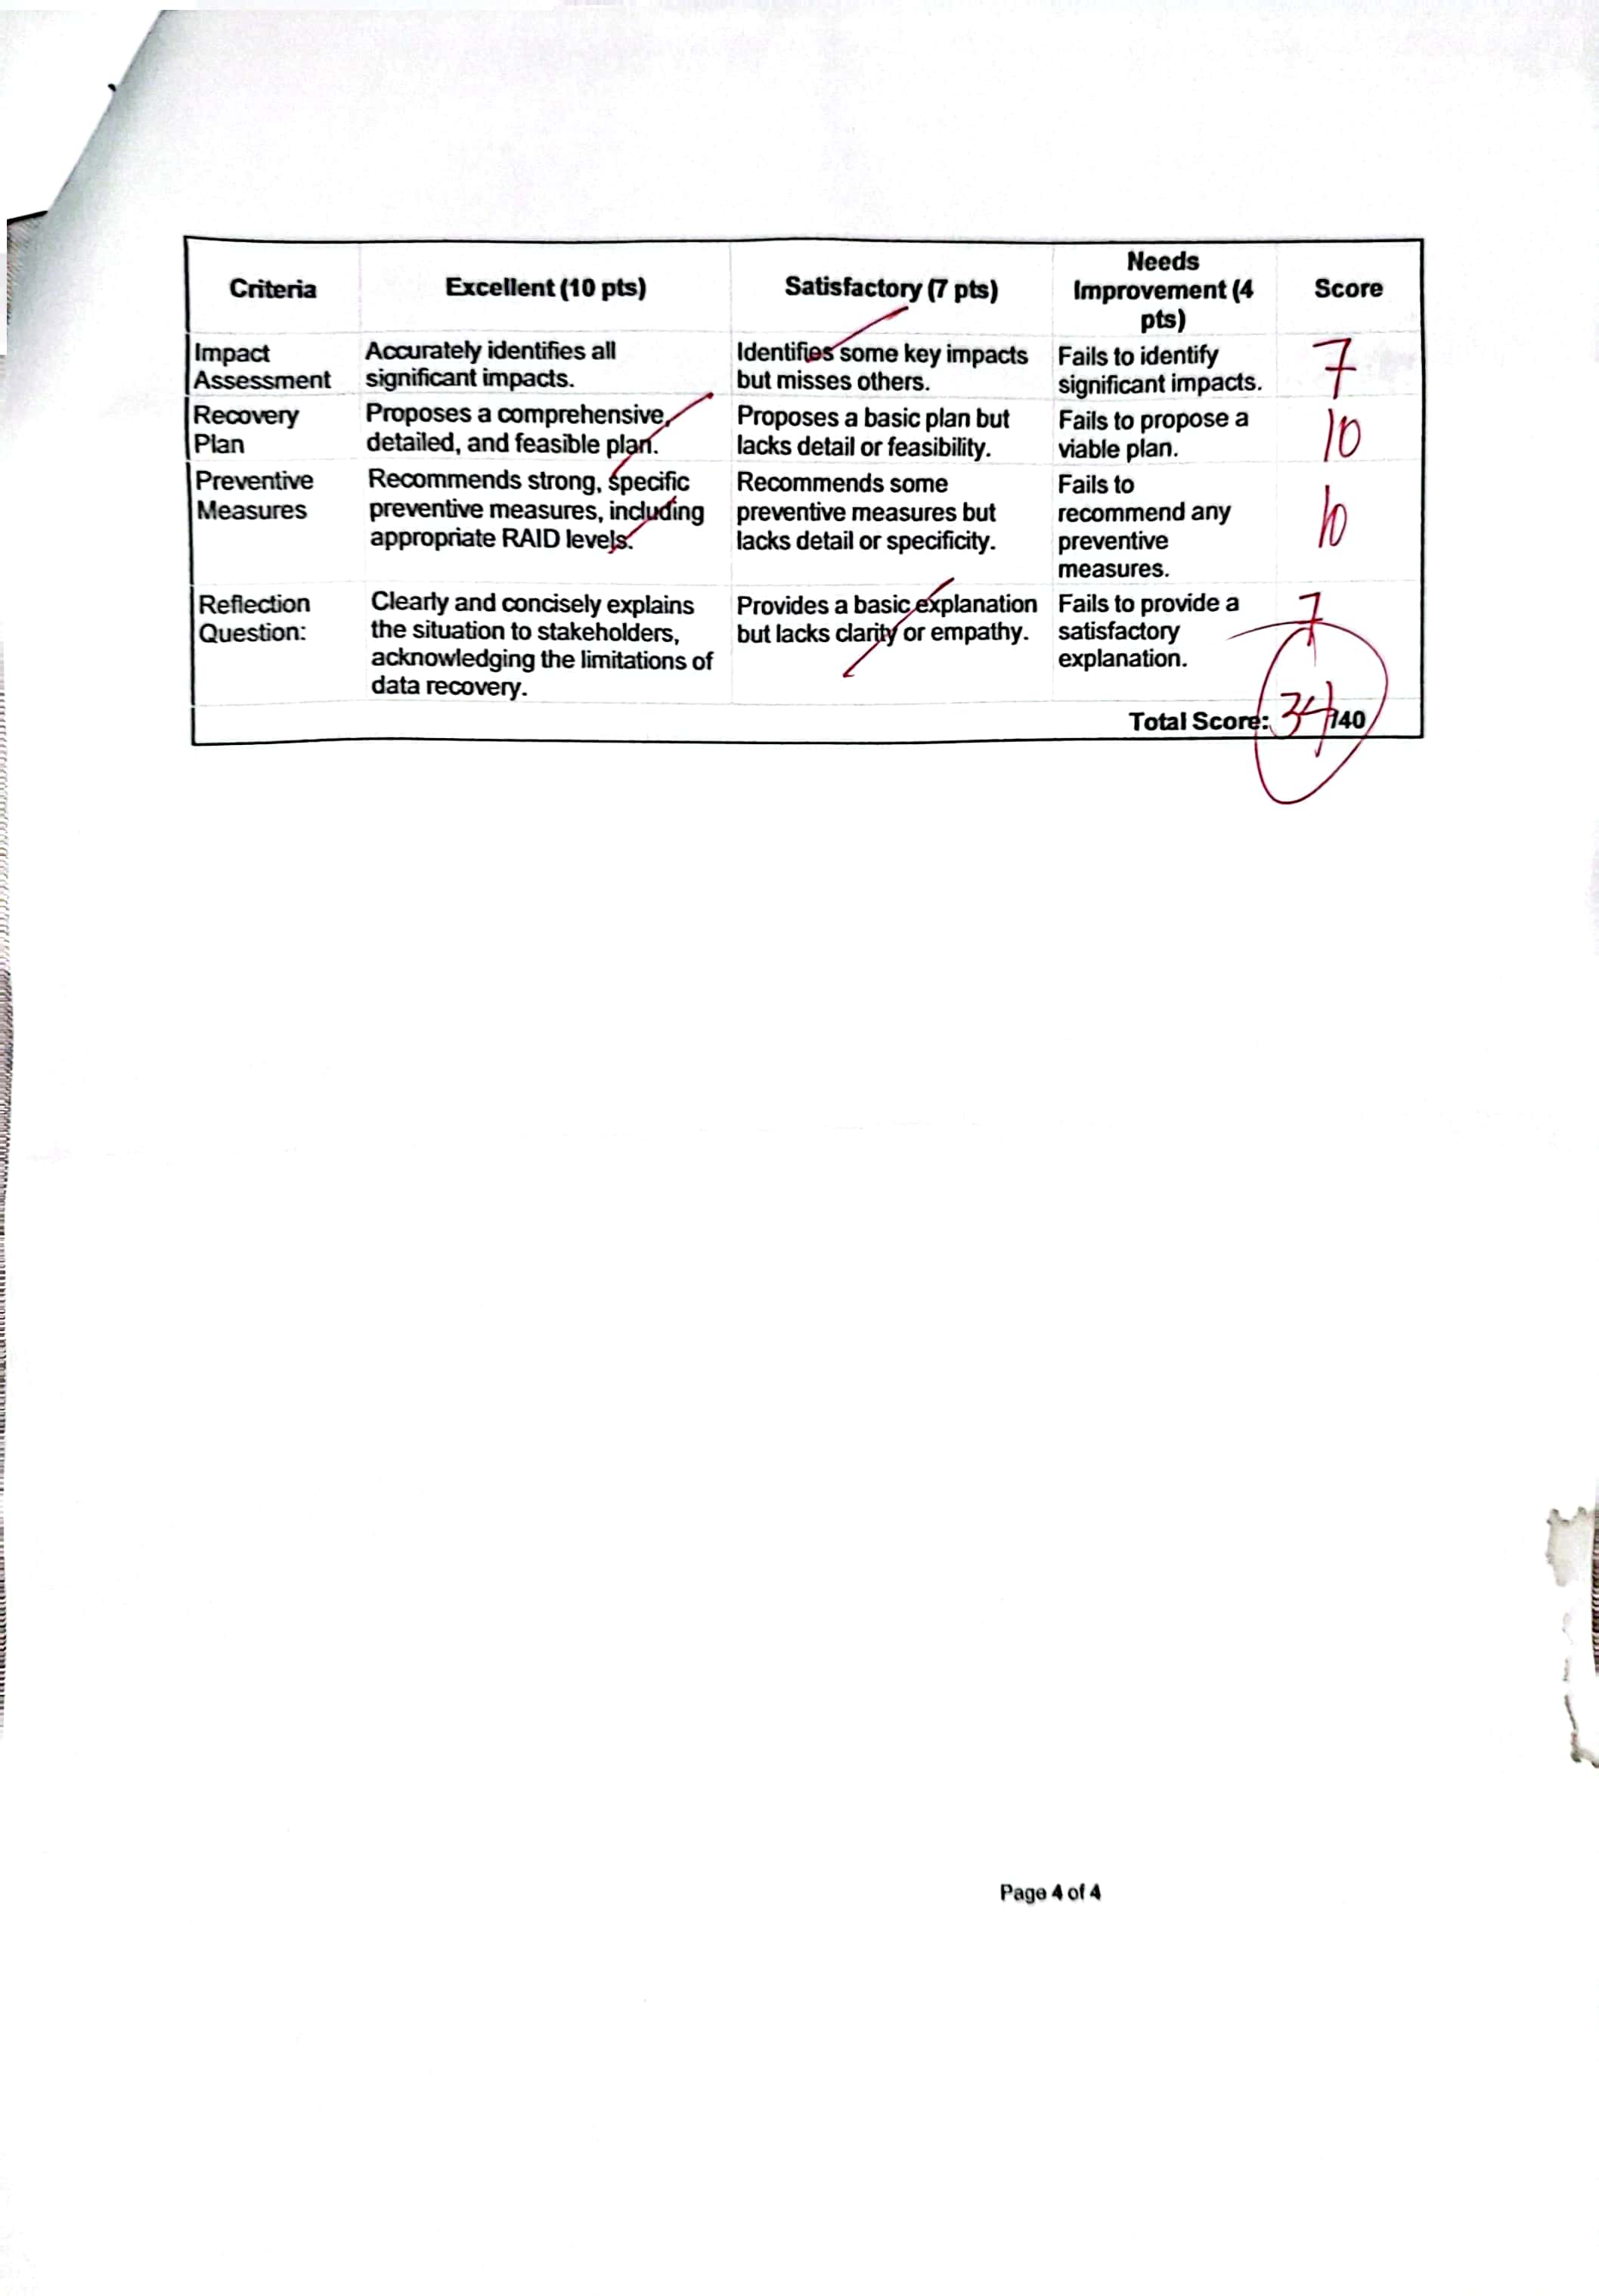 Criteria Excellent (10 pts) Satisfactory (7 pts) Needs Improvement (4 pts) Score
Impact Assessment Accurately identifies all significant impacts. Identifies some key impacts but misses others. Fails to identify significant impacts. 7
Recovery Plan Proposes a comprehensive, detailed, and feasible plan. Proposes a basic plan but lacks detail or feasibility. Fails to propose a viable plan. 10
Preventive Measures Recommends strong, specific preventive measures, including appropriate RAID levels. Recommends some preventive measures but lacks detail or specificity. Fails to recommend any preventive measures. 10
Reflection Question: Clearly and concisely explains the situation to stakeholders, acknowledging the limitations of data recovery. Provides a basic explanation but lacks clarity or empathy. Fails to provide a satisfactory explanation. 7
Total Score: 34/40
Page 4 of 4